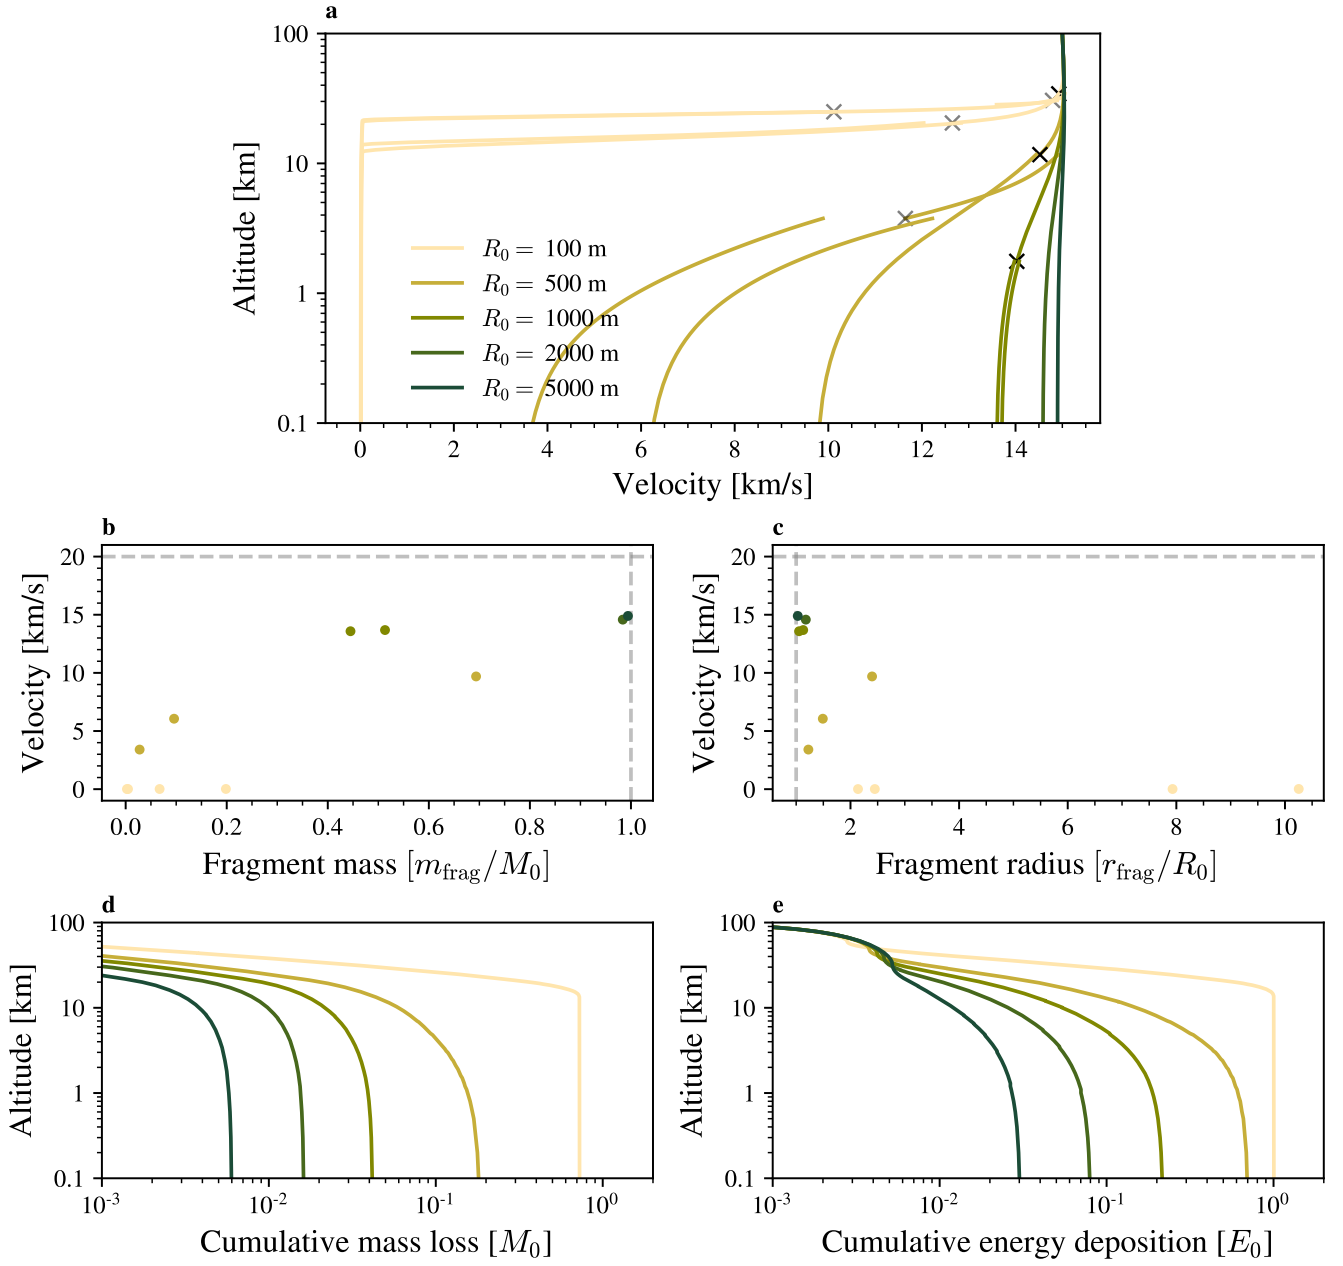 a
100
10
1
0.1
Altitude [km]
R₀ = 100 m
R₀ = 500 m
R₀ = 1000 m
R₀ = 2000 m
R₀ = 5000 m
0 2 4 6 8 10 12 14
Velocity [km/s]
b
20
15
10
5
0
Velocity [km/s]
0.0 0.2 0.4 0.6 0.8 1.0
Fragment mass [m_frag/M₀]
c
20
15
10
5
0
Velocity [km/s]
2 4 6 8 10
Fragment radius [r_frag/R₀]
d
100
10
1
0.1
Altitude [km]
10⁻³ 10⁻² 10⁻¹ 10⁰
Cumulative mass loss [M₀]
e
100
10
1
0.1
Altitude [km]
10⁻³ 10⁻² 10⁻¹ 10⁰
Cumulative energy deposition [E₀]